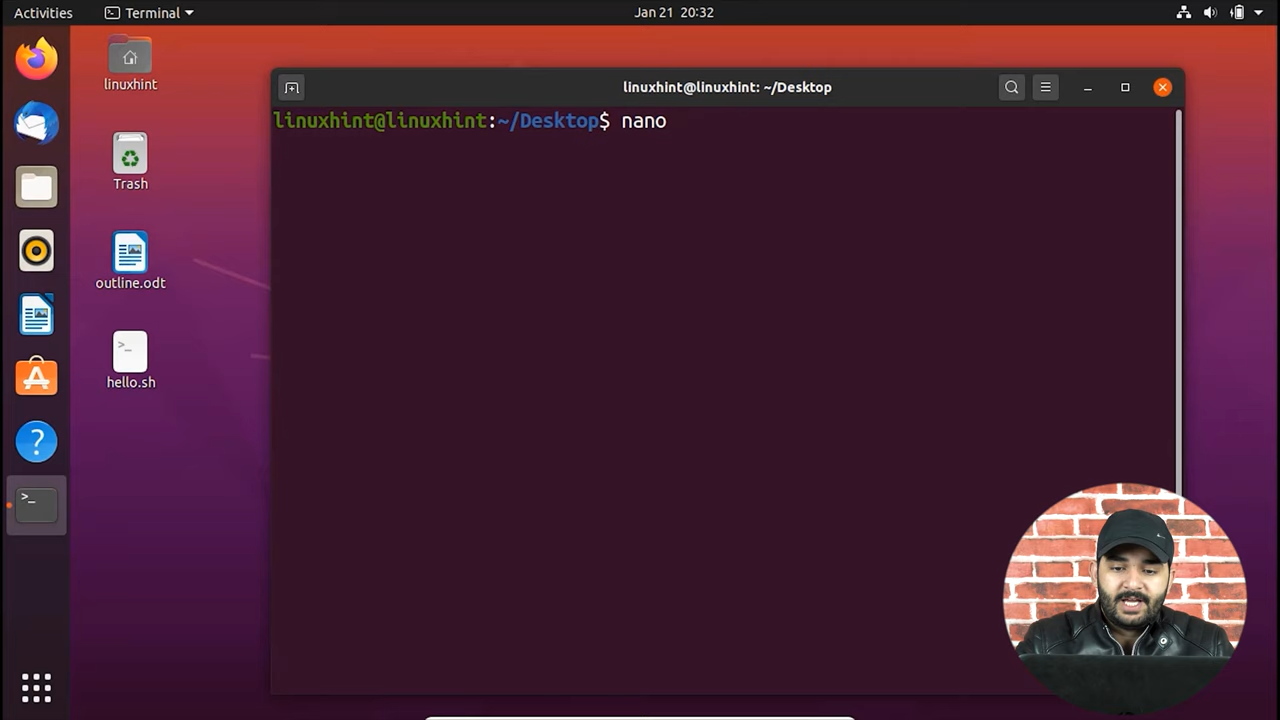 Activities
Terminal
Jan 21 20:32
linuxhint
Trash
outline.odt
>_
hello.sh
?
>_
linuxhint@linuxhint: ~/Desktop
linuxhint@linuxhint:~/Desktop$ nano